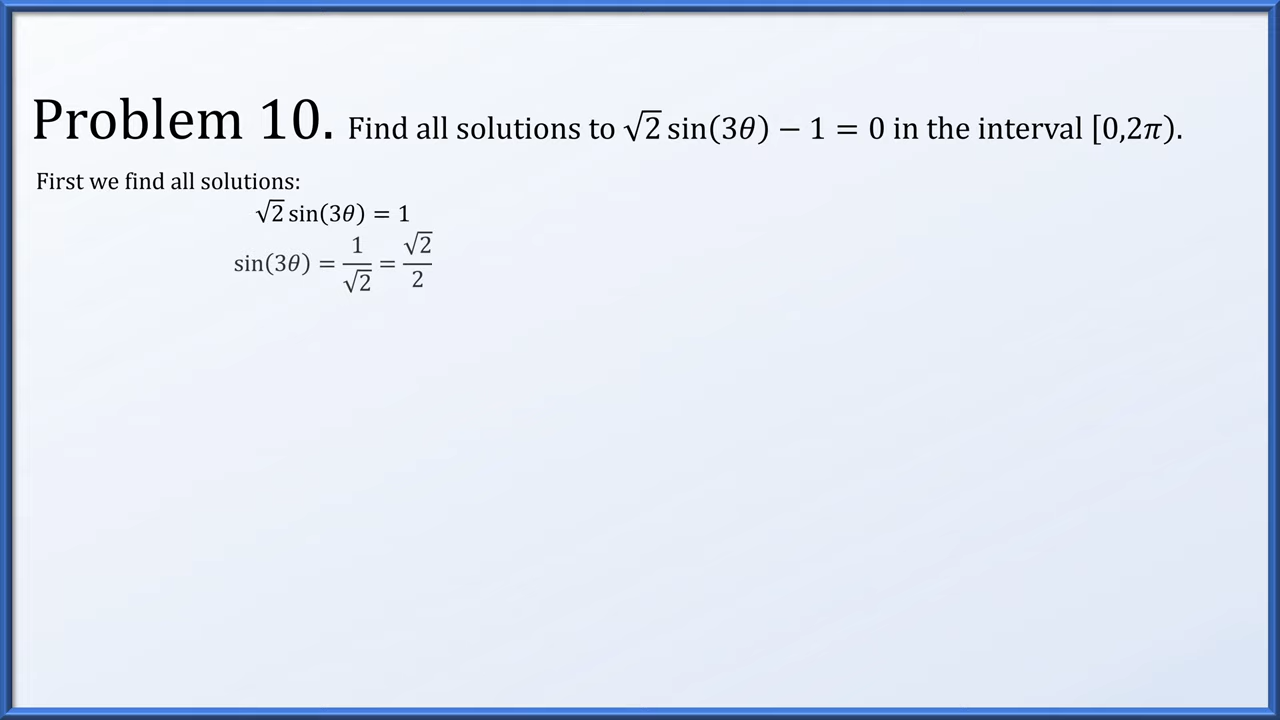 Problem 10. Find all solutions to √2 sin(3θ) − 1 = 0 in the interval [0,2π).
First we find all solutions:
√2 sin(3θ) = 1
sin(3θ) = 1/√2 = √2/2